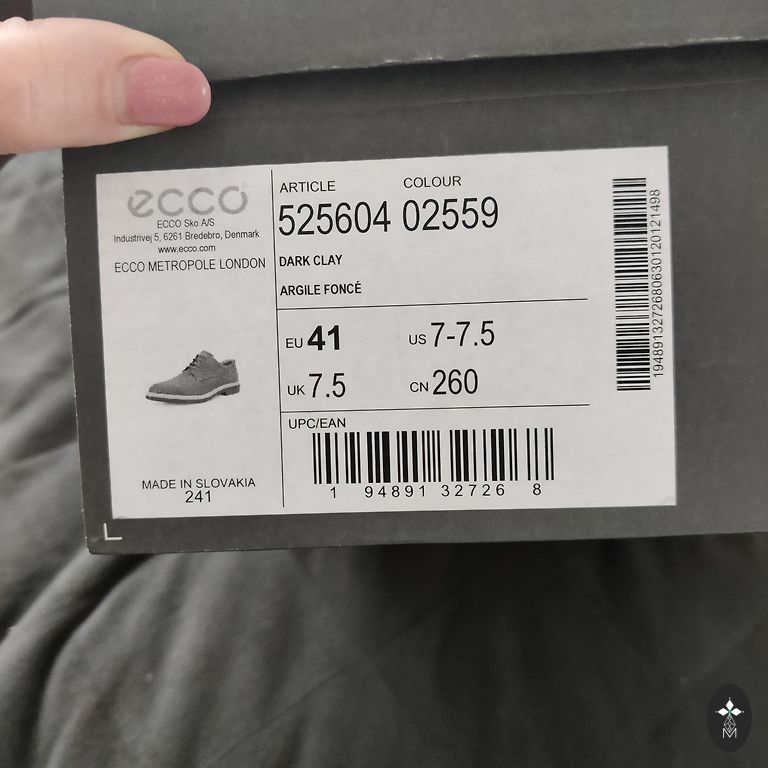 ecco
ECCO Sko A/S
Industrivej 5, 6261 Bredebro, Denmark
www.ecco.com
ECCO METROPOLE LONDON
MADE IN SLOVAKIA
241
ARTICLE COLOUR
525604 02559
DARK CLAY
ARGILE FONCÉ
EU 41 US 7-7.5
UK 7.5 CN 260
UPC/EAN
1 94891 32726 8
1948913272680630120121498
L
M